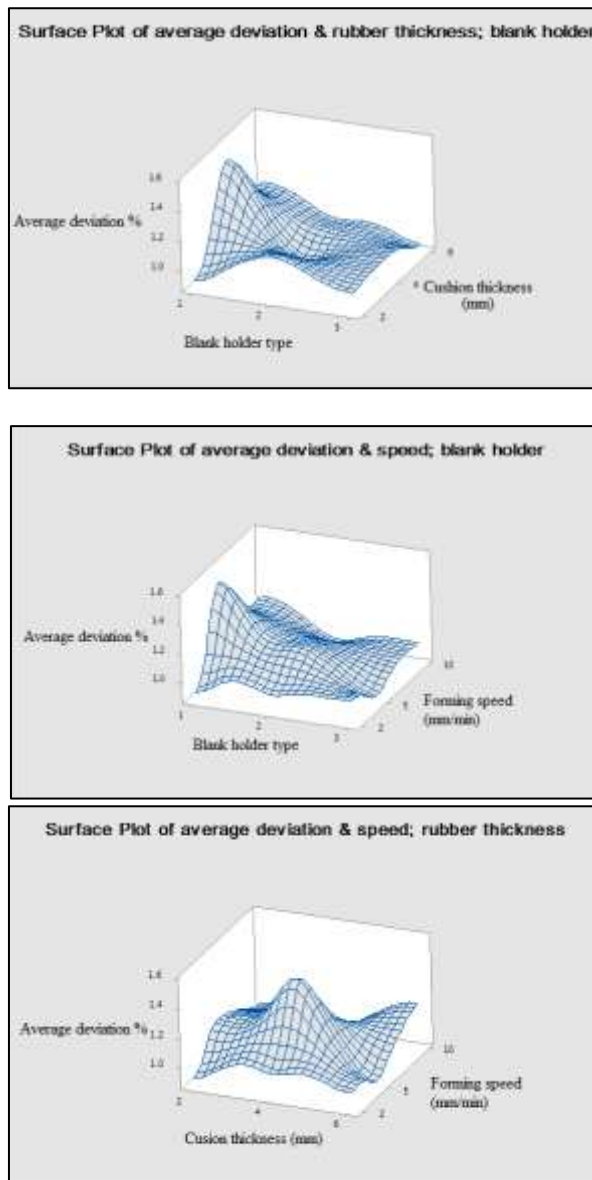 Surface Plot of average deviation & rubber thickness; blank holder
1.6
1.4
Average deviation %
1.2
1.0
1
2
3
2
6
Cushion thickness
(mm)
Blank holder type
Surface Plot of average deviation & speed; blank holder
1.6
1.4
Average deviation %
1.2
1.0
1
2
3
2
5
10
Forming speed
(mm/min)
Blank holder type
Surface Plot of average deviation & speed; rubber thickness
1.6
1.4
Average deviation %
1.2
1.0
2
4
6
2
5
10
Forming speed
(mm/min)
Cusion thickness (mm)